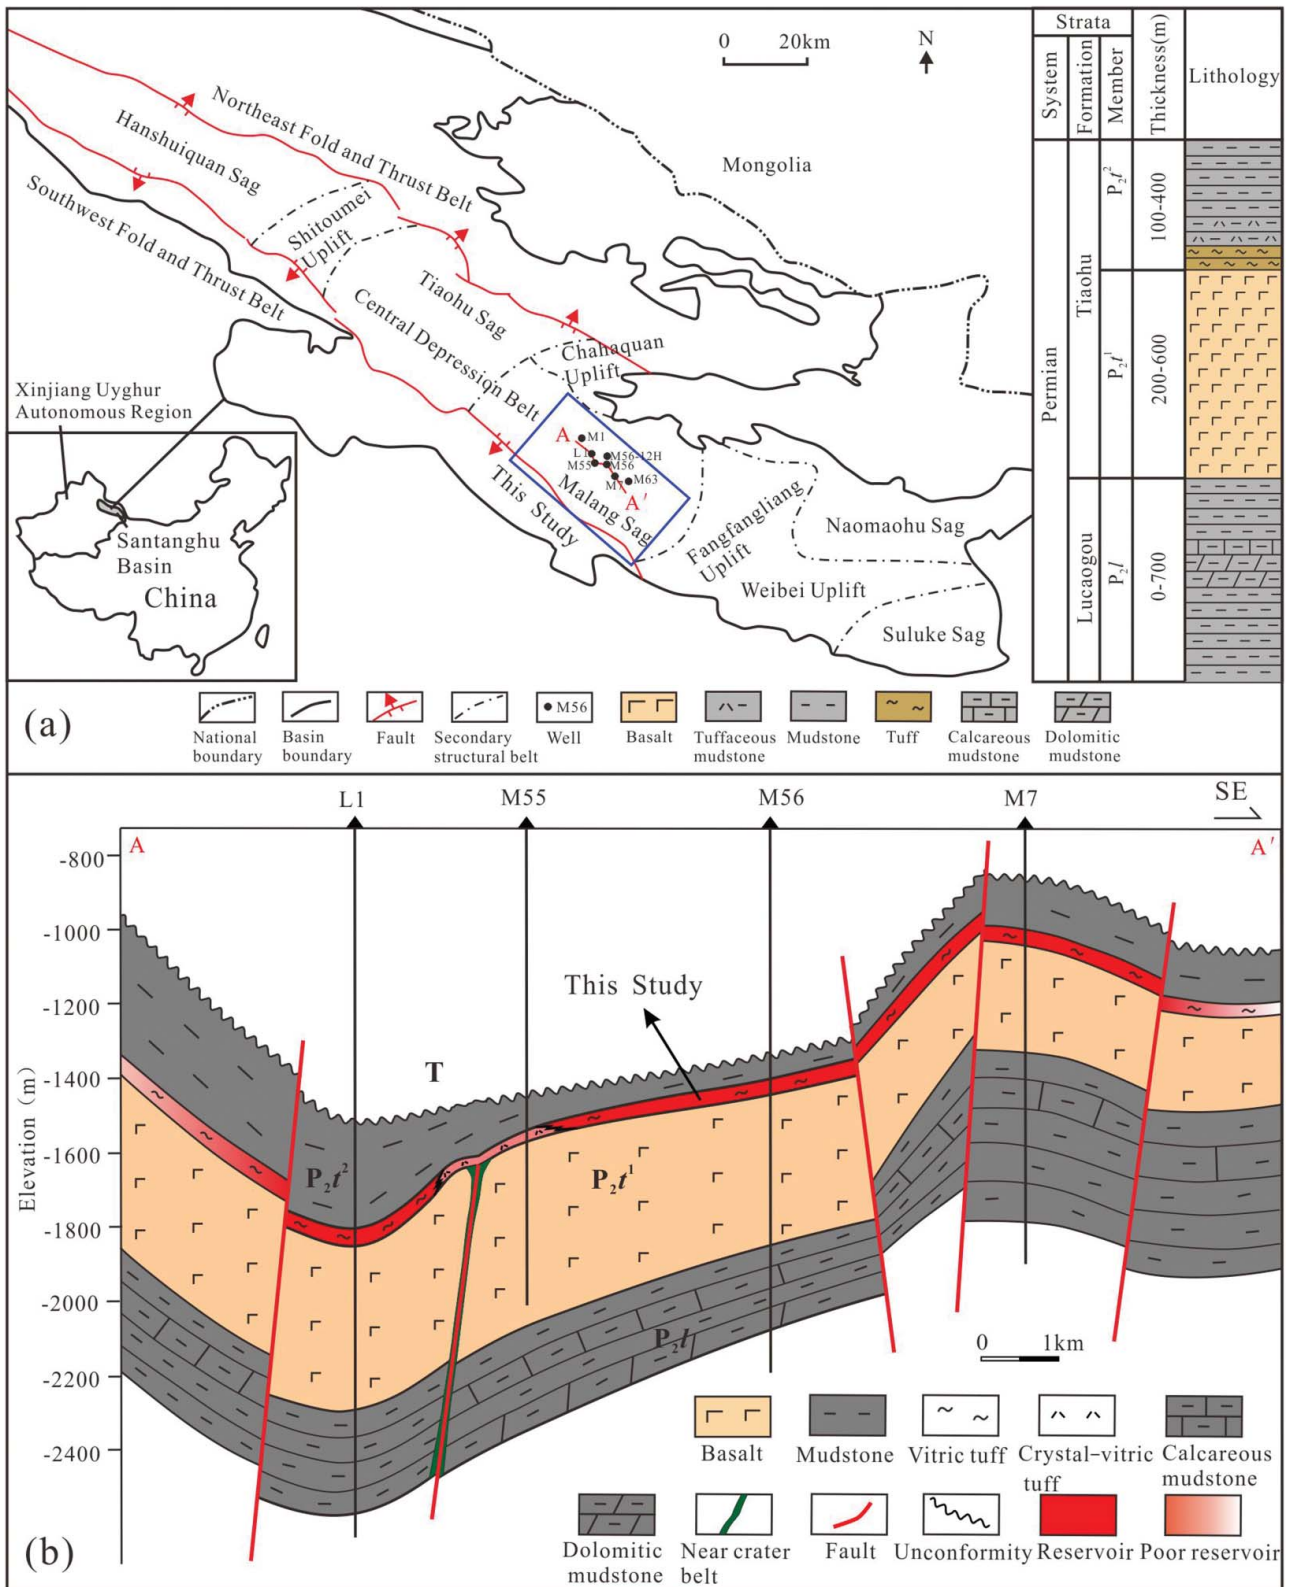 0 20km
N
Northeast Fold and Thrust Belt
Hanshuiquan Sag
Southwest Fold and Thrust Belt
Shitoumei
Uplift
Mongolia
Tiaohu Sag
Central Depression Belt
Chahaquan
Uplift
Xinjiang Uyghur
Autonomous Region
A
M1
L1
M56-12H
M55
M56
M7
M63
A'
Malang Sag
This Study
Fangfangliang
Uplift
Naomaohu Sag
Weibei Uplift
Suluke Sag
Santanghu
Basin
China
Strata
System
Formation
Member
Thickness(m)
Lithology
Permian
Tiaohu
Lucaogou
P₂t²
P₂t¹
P₂l
100-400
200-600
0-700
(a)
National
boundary
Basin
boundary
Fault
Secondary
structural belt
M56
Well
Basalt
Tuffaceous
mudstone
Mudstone
Tuff
Calcareous
mudstone
Dolomitic
mudstone
L1 M55 M56 M7 SE
A A'
Elevation (m)
-800
-1000
-1200
-1400
-1600
-1800
-2000
-2200
-2400
This Study
T
P₂t²
P₂t¹
P₂l
0 1km
Basalt
Mudstone
Vitric tuff
Crystal-vitric
tuff
Calcareous
mudstone
(b)
Dolomitic
mudstone
Near crater
belt
Fault
Unconformity
Reservoir
Poor reservoir